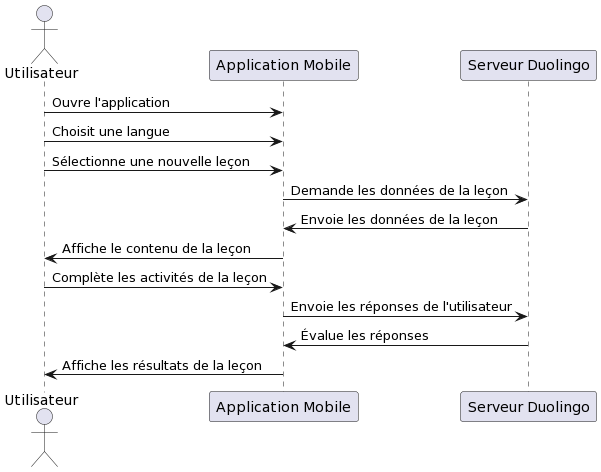 Utilisateur
Application Mobile
Serveur Duolingo
Ouvre l'application
Choisit une langue
Sélectionne une nouvelle leçon
Demande les données de la leçon
Envoie les données de la leçon
Affiche le contenu de la leçon
Complète les activités de la leçon
Envoie les réponses de l'utilisateur
Évalue les réponses
Affiche les résultats de la leçon
Utilisateur
Application Mobile
Serveur Duolingo